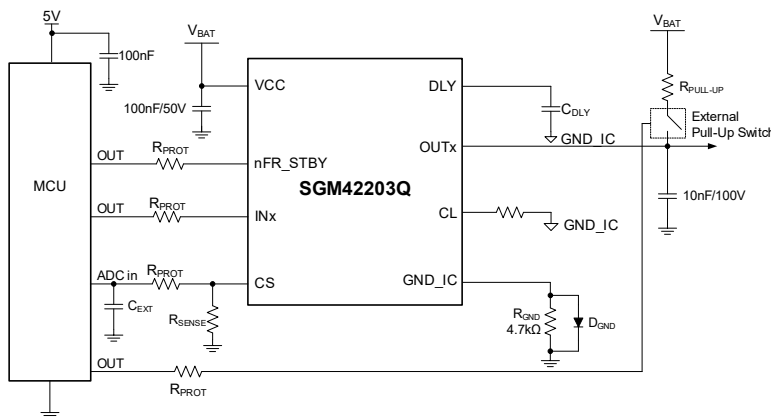 5V
100nF
VBAT
VBAT
100nF/50V
VCC
DLY
CDLY
GND_IC
RPULL-UP
External
Pull-Up Switch
MCU
OUT
RPROT
nFR_STBY
SGM42203Q
OUTx
10nF/100V
OUT
RPROT
INx
CL
GND_IC
ADC in
RPROT
CS
GND_IC
CEXT
RSENSE
RGND
4.7kΩ
DGND
OUT
RPROT